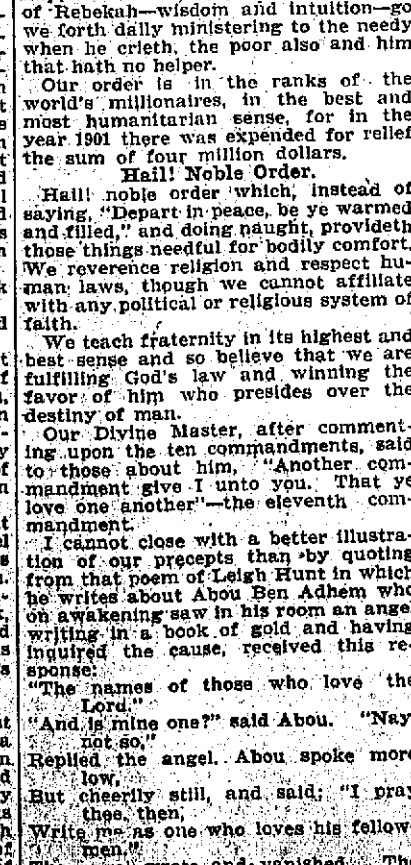 of Rebekah—wisdom and intuition—go
we forth daily ministering to the needy
when he crieth, the poor also and him
that hath no helper.
Our order is in the ranks of the
world's millionaires, in the best and
most humanitarian sense, for in the
year 1901 there was expended for relief
the sum of four million dollars.
Hail! Noble Order.
Hail! noble order which, instead of
saying, "Depart in peace, be ye warmed
and filled," and doing naught, provideth
those things needful for bodily comfort.
We reverence religion and respect hu-
man laws, though we cannot affiliate
with any political or religious system of
faith.
We teach fraternity in its highest and
best sense and so believe that we are
fulfilling God's law and winning the
favor of him who presides over the
destiny of man.
Our Divine Master, after comment-
ing upon the ten commandments, said
to those about him, "Another com-
mandment give I unto you. That ye
love one another"—the eleventh com-
mandment.
I cannot close with a better illustra-
tion of our precepts than by quoting
from that poem of Leigh Hunt in which
he writes about Abou Ben Adhem who
on awakening saw in his room an angel
writing in a book of gold and having
inquired the cause, received this re-
sponse:
"The names of those who love the
Lord."
"And is mine one?" said Abou. "Nay
not so,"
Replied the angel. Abou spoke more
low,
But cheerily still, and said; "I pray
thee, then,
Write me as one who loves his fellow
men."
wrote and vanished. The